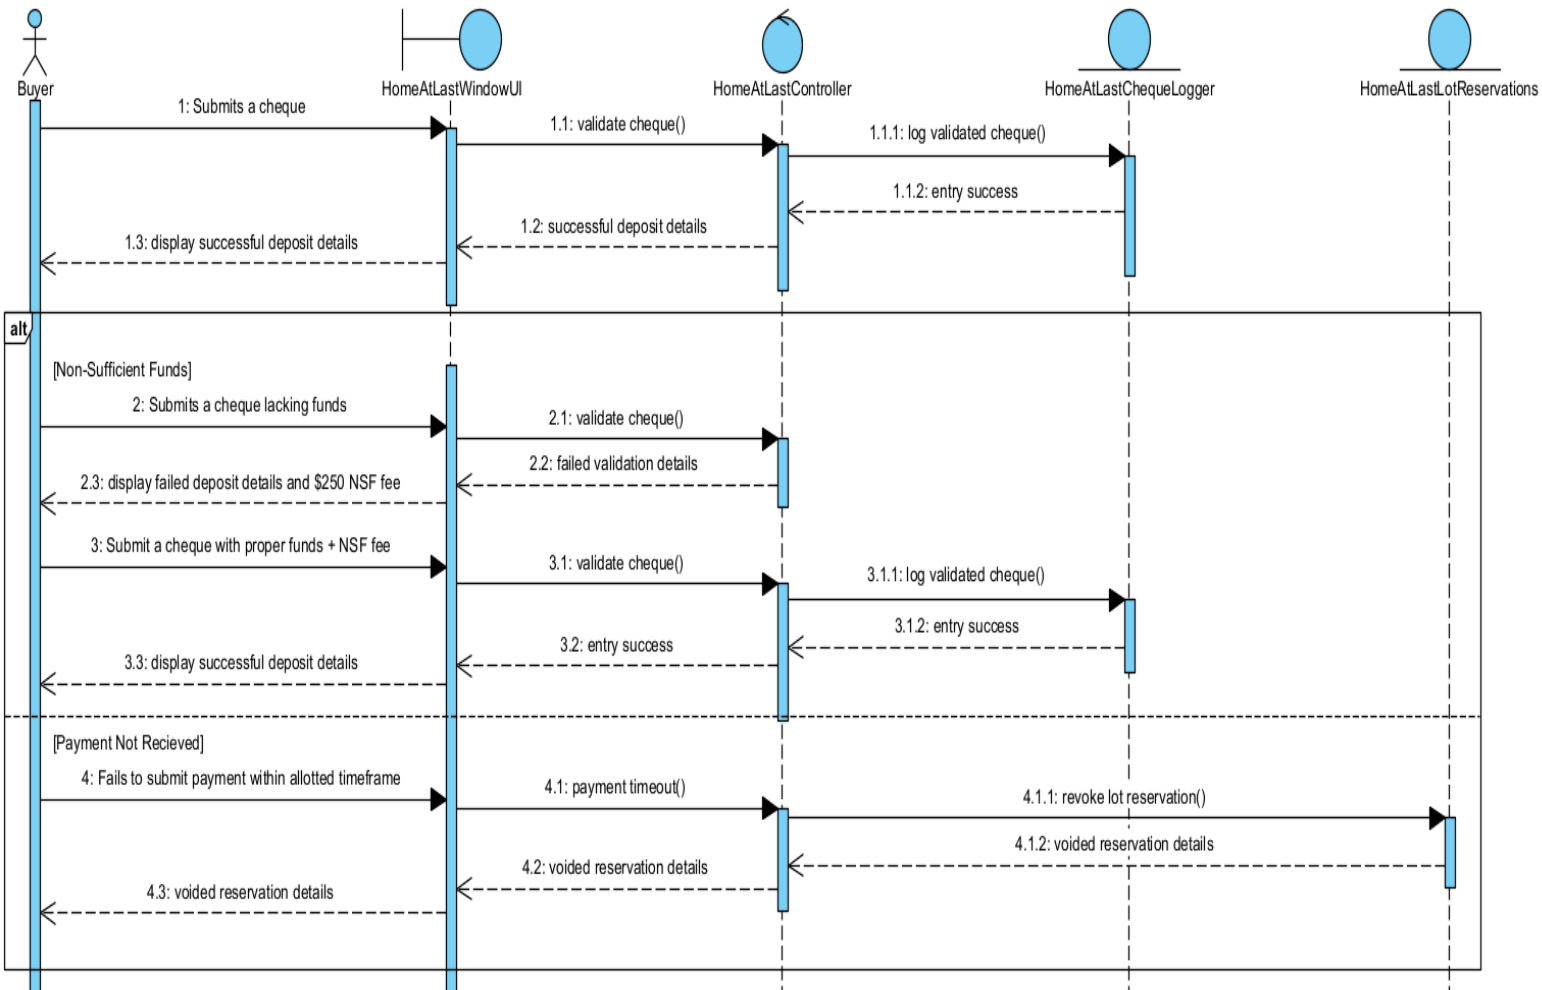 Buyer
HomeAtLastWindowUI
HomeAtLastController
HomeAtLastChequeLogger
HomeAtLastLotReservations
1: Submits a cheque
1.1: validate cheque()
1.1.1: log validated cheque()
1.1.2: entry success
1.2: successful deposit details
1.3: display successful deposit details
alt
[Non-Sufficient Funds]
2: Submits a cheque lacking funds
2.1: validate cheque()
2.2: failed validation details
2.3: display failed deposit details and $250 NSF fee
3: Submit a cheque with proper funds + NSF fee
3.1: validate cheque()
3.1.1: log validated cheque()
3.1.2: entry success
3.2: entry success
3.3: display successful deposit details
[Payment Not Recieved]
4: Fails to submit payment within allotted timeframe
4.1: payment timeout()
4.1.1: revoke lot reservation()
4.1.2: voided reservation details
4.2: voided reservation details
4.3: voided reservation details